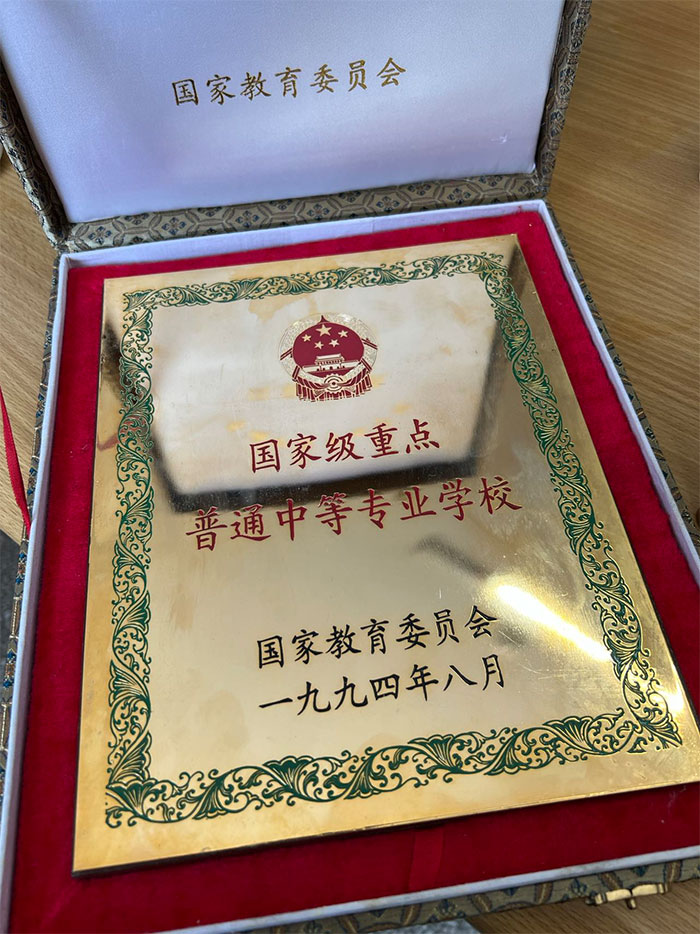 国家教育委员会
国家级重点
普通中等专业学校
国家教育委员会
一九九四年八月